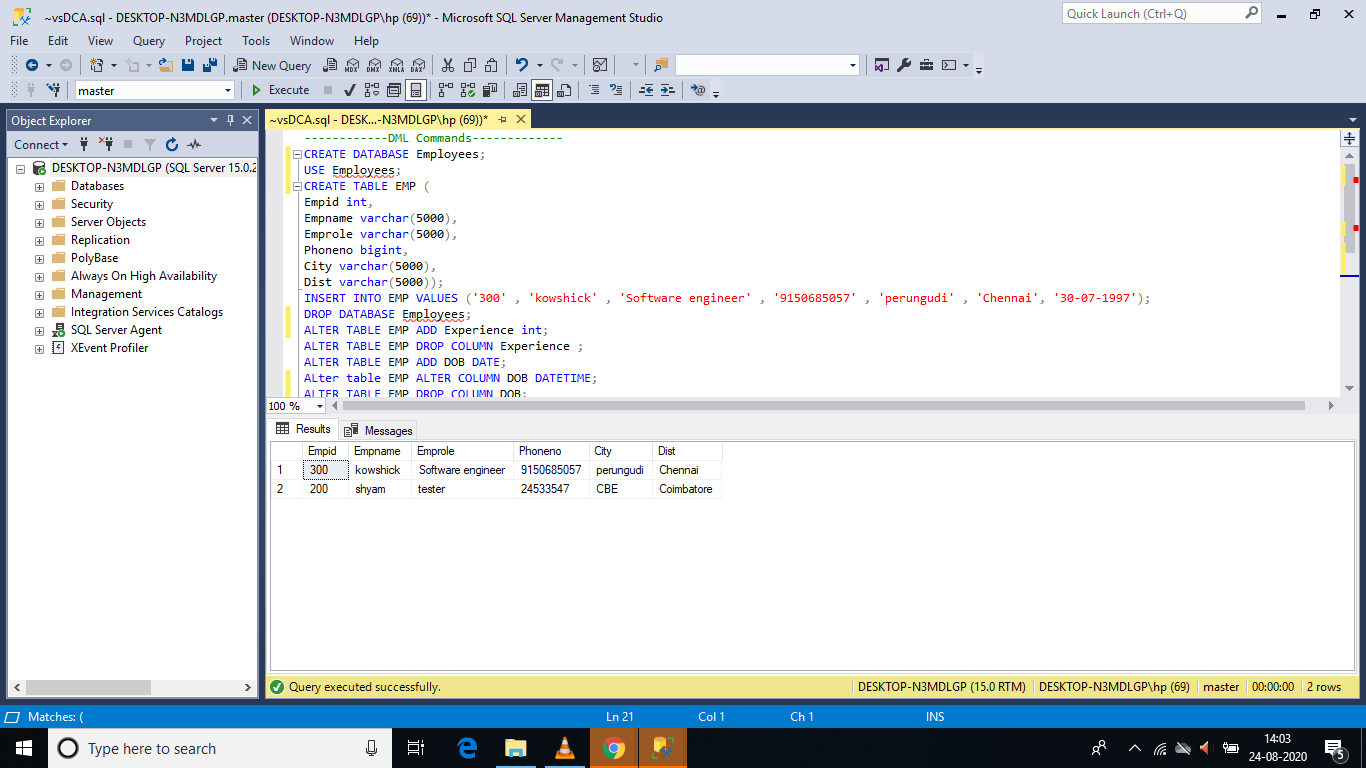 ~vsDCA.sql - DESKTOP-N3MDLGP.master (DESKTOP-N3MDLGP\hp (69))* - Microsoft SQL Server Management Studio
Quick Launch (Ctrl+Q)
File Edit View Query Project Tools Window Help
New Query
MDX DMX XMLA DAX
master
Execute
Object Explorer
~vsDCA.sql - DESK...-N3MDLGP\hp (69))*
Connect
DESKTOP-N3MDLGP (SQL Server 15.0.2
Databases
Security
Server Objects
Replication
PolyBase
Always On High Availability
Management
Integration Services Catalogs
SQL Server Agent
XEvent Profiler
------------DML Commands-------------
CREATE DATABASE Employees;
USE Employees;
CREATE TABLE EMP (
Empid int,
Empname varchar(5000),
Emprole varchar(5000),
Phoneno bigint,
City varchar(5000),
Dist varchar(5000));
INSERT INTO EMP VALUES ('300' , 'kowshick' , 'Software engineer' , '9150685057' , 'perungudi' , 'Chennai', '30-07-1997');
DROP DATABASE Employees;
ALTER TABLE EMP ADD Experience int;
ALTER TABLE EMP DROP COLUMN Experience ;
ALTER TABLE EMP ADD DOB DATE;
ALter table EMP ALTER COLUMN DOB DATETIME;
ALTER TABLE EMP DROP COLUMN DOB;
100 %
Results Messages
Empid Empname Emprole Phoneno City Dist
1 300 kowshick Software engineer 9150685057 perungudi Chennai
2 200 shyam tester 24533547 CBE Coimbatore
Query executed successfully.
DESKTOP-N3MDLGP (15.0 RTM) DESKTOP-N3MDLGP\hp (69) master 00:00:00 2 rows
Matches: (
Ln 21 Col 1 Ch 1 INS
Type here to search
14:03
24-08-2020
5